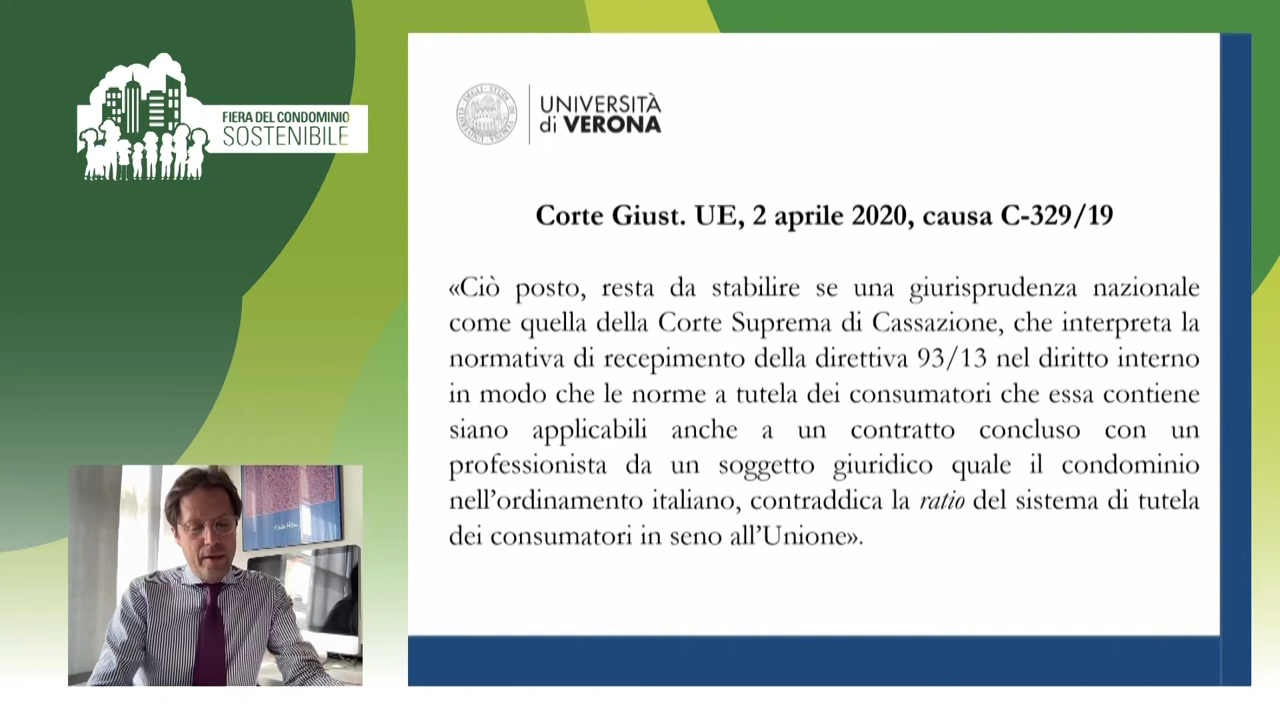 FIERA DEL CONDOMINIO
SOSTENIBILE
UNIVERSITÀ
di VERONA
Corte Giust. UE, 2 aprile 2020, causa C-329/19
«Ciò posto, resta da stabilire se una giurisprudenza nazionale
come quella della Corte Suprema di Cassazione, che interpreta la
normativa di recepimento della direttiva 93/13 nel diritto interno
in modo che le norme a tutela dei consumatori che essa contiene
siano applicabili anche a un contratto concluso con un
professionista da un soggetto giuridico quale il condominio
nell’ordinamento italiano, contraddica la ratio del sistema di tutela
dei consumatori in seno all’Unione».